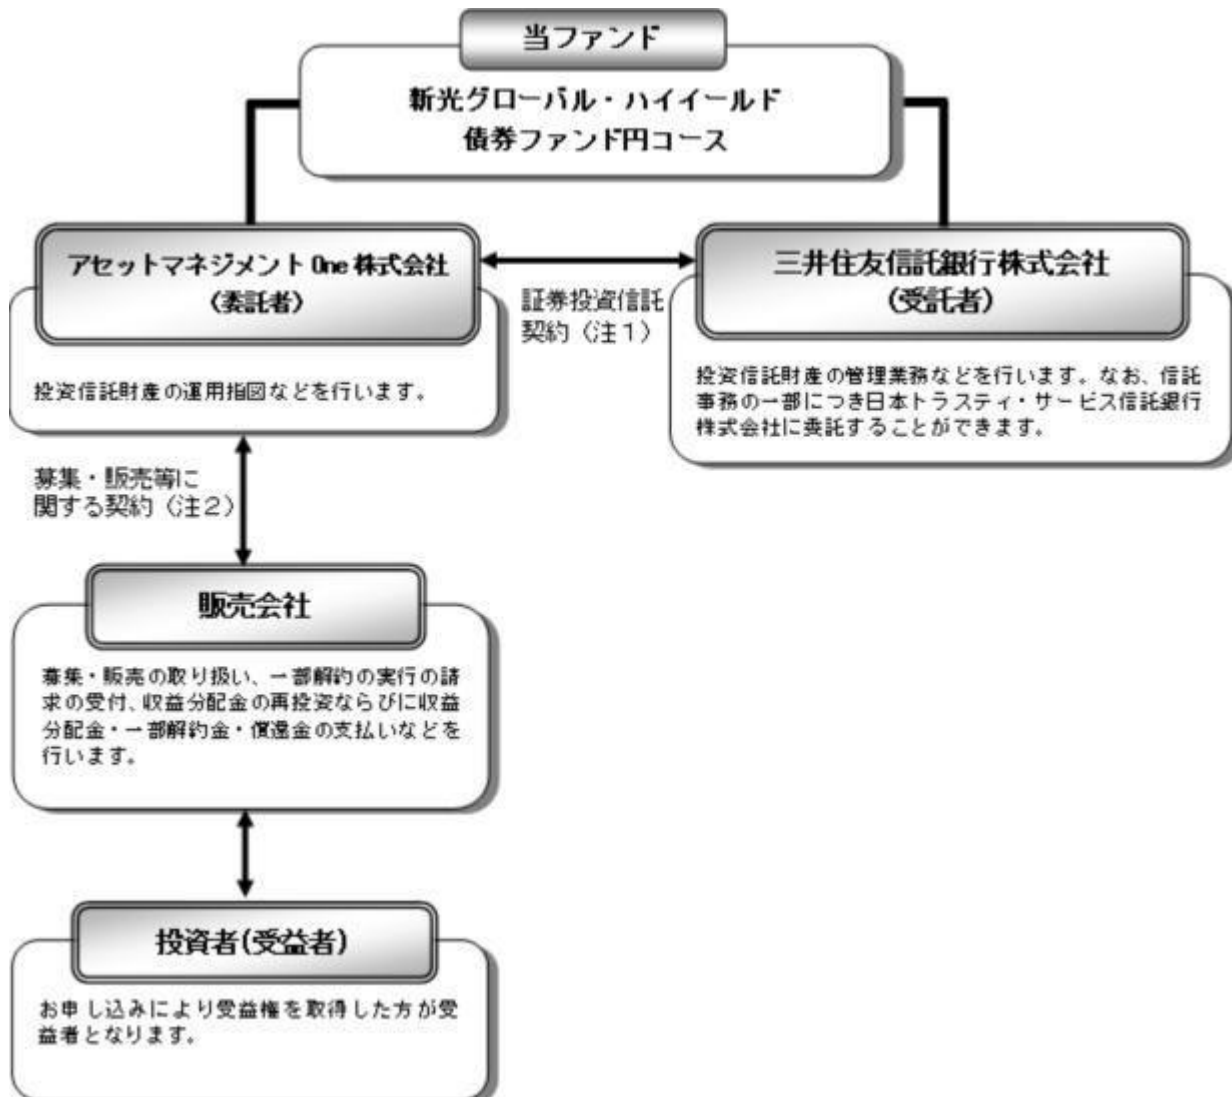 当ファンド
新光グローバル・ハイイールド
債券ファンド円コース
アセットマネジメントOne株式会社
（委託者）
投資信託財産の運用指図などを行います。
証券投資信託
契約（注１）
三井住友信託銀行株式会社
（受託者）
投資信託財産の管理業務などを行います。なお、信託
事務の一部につき日本トラスティ・サービス信託銀行
株式会社に委託することができます。
募集・販売等に
関する契約（注２）
販売会社
募集・販売の取り扱い、一部解約の実行の請
求の受付、収益分配金の再投資ならびに収益
分配金・一部解約金・償還金の支払いなどを
行います。
投資者（受益者）
お申し込みにより受益権を取得した方が受
益者となります。